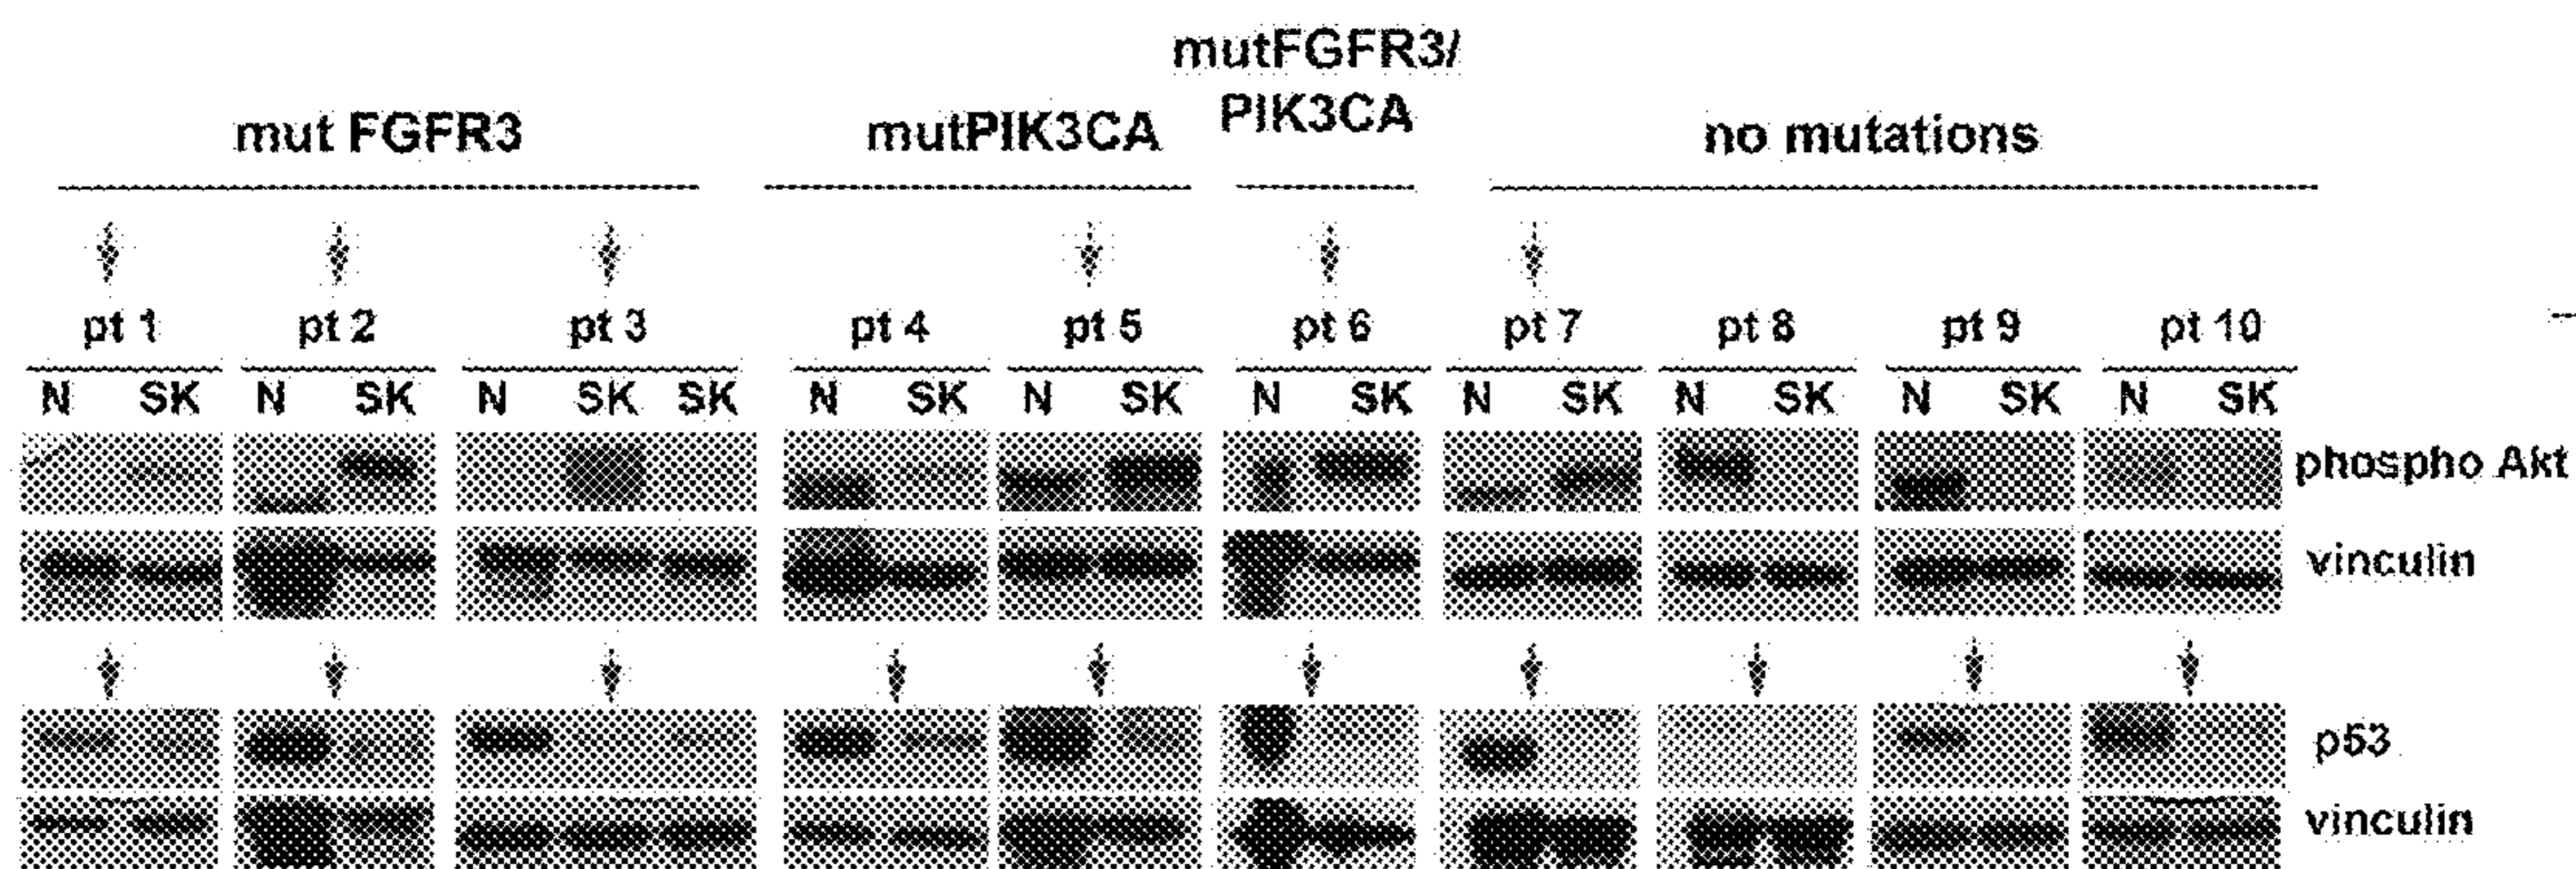 mutFGFR3/
PIK3CA
mut FGFR3 mutPIK3CA no mutations
pt 1 pt 2 pt 3 pt 4 pt 5 pt 6 pt 7 pt 8 pt 9 pt 10
N SK N SK N SK SK N SK N SK N SK N SK N SK N SK N SK
phospho Akt
vinculin
p53
vinculin